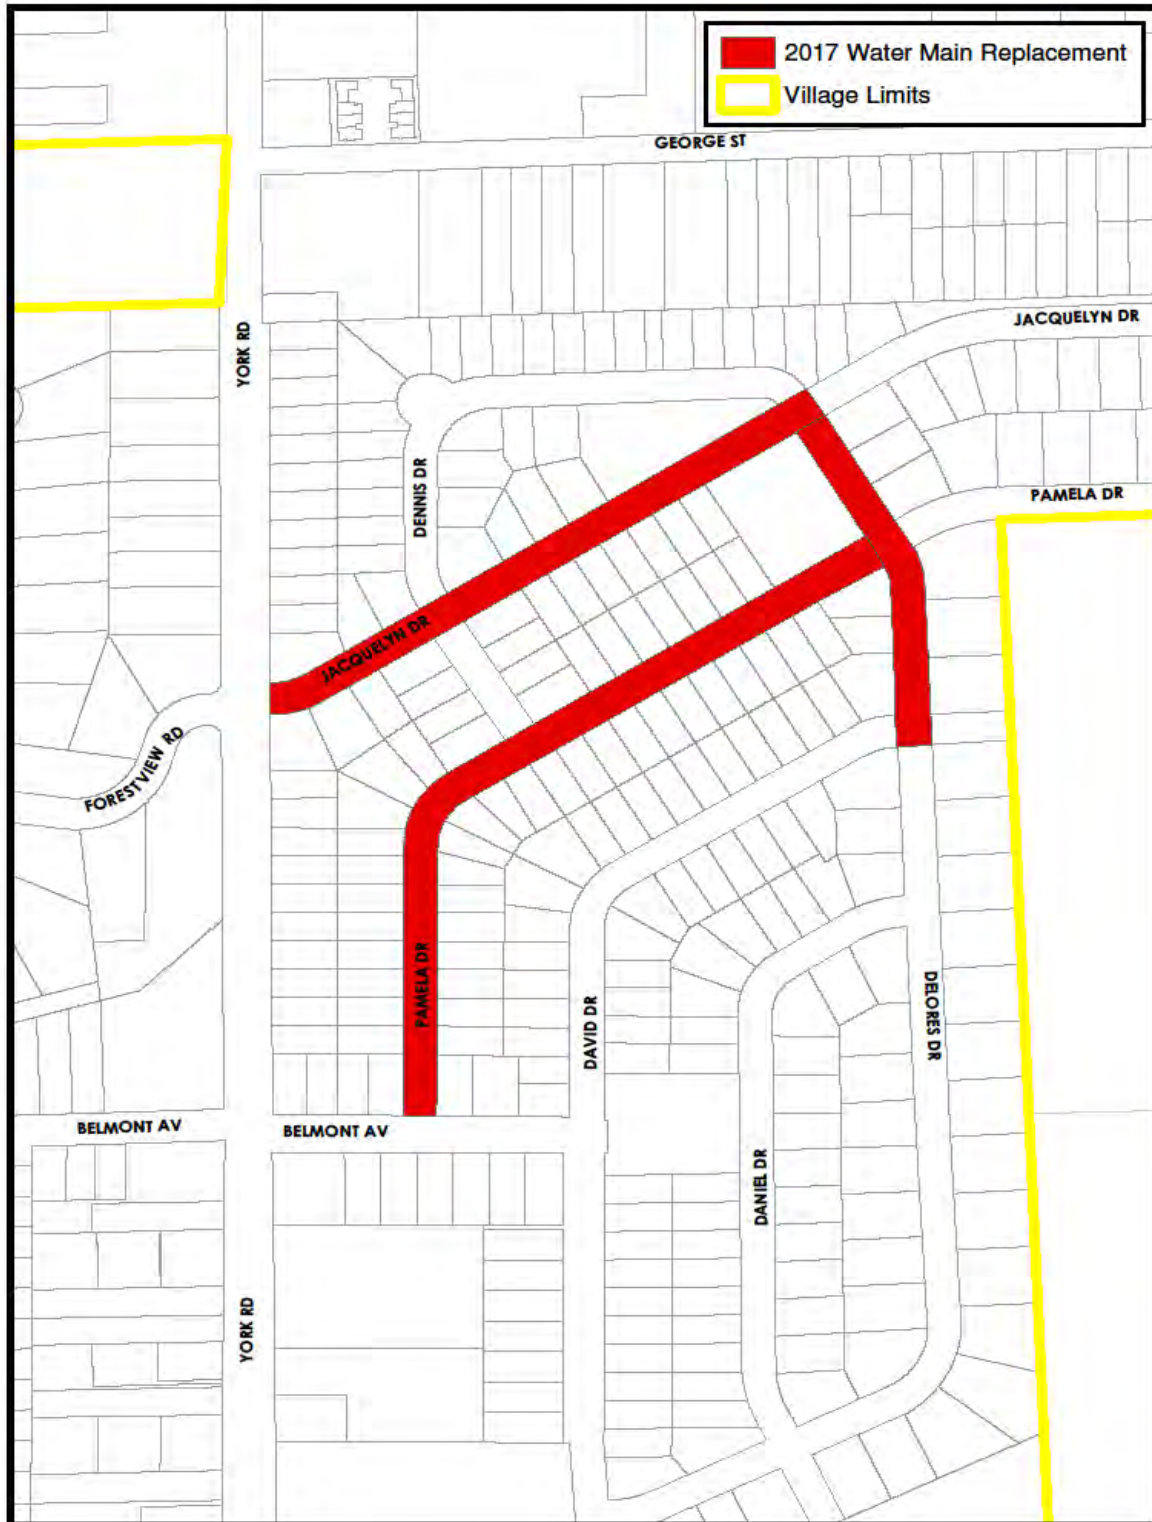 2017 Water Main Replacement
Village Limits
GEORGE ST
JACQUELYN DR
YORK RD
DENNIS DR
PAMELA DR
JACQUELYN DR
FORESTVIEW RD
PAMELA DR
DAVID DR
DELORES DR
BELMONT AV
BELMONT AV
DANIEL DR
YORK RD